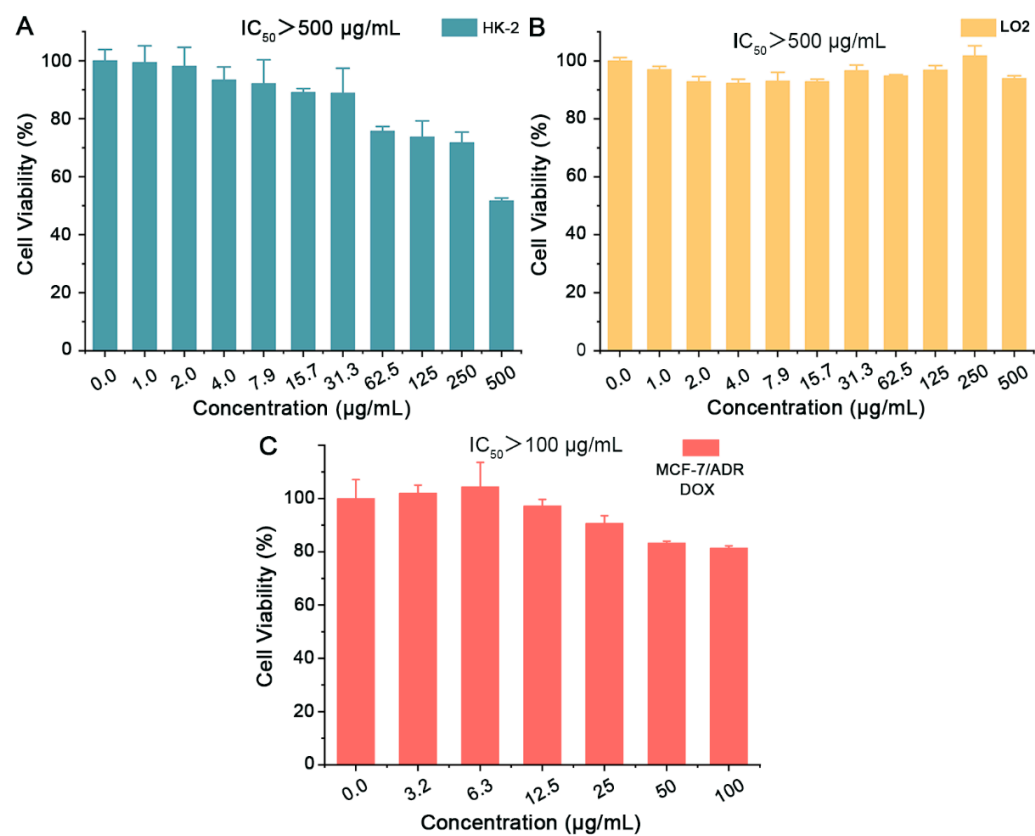 A
IC50＞500 μg/mL
HK-2
Cell Viability (%)
100
80
60
40
20
0
0.0 1.0 2.0 4.0 7.9 15.7 31.3 62.5 125 250 500
Concentration (μg/mL)
B
IC50＞500 μg/mL
LO2
Cell Viability (%)
100
80
60
40
20
0
0.0 1.0 2.0 4.0 7.9 15.7 31.3 62.5 125 250 500
Concentration (μg/mL)
C
IC50＞100 μg/mL
MCF-7/ADR
DOX
Cell Viability (%)
100
80
60
40
20
0
0.0 3.2 6.3 12.5 25 50 100
Concentration (μg/mL)